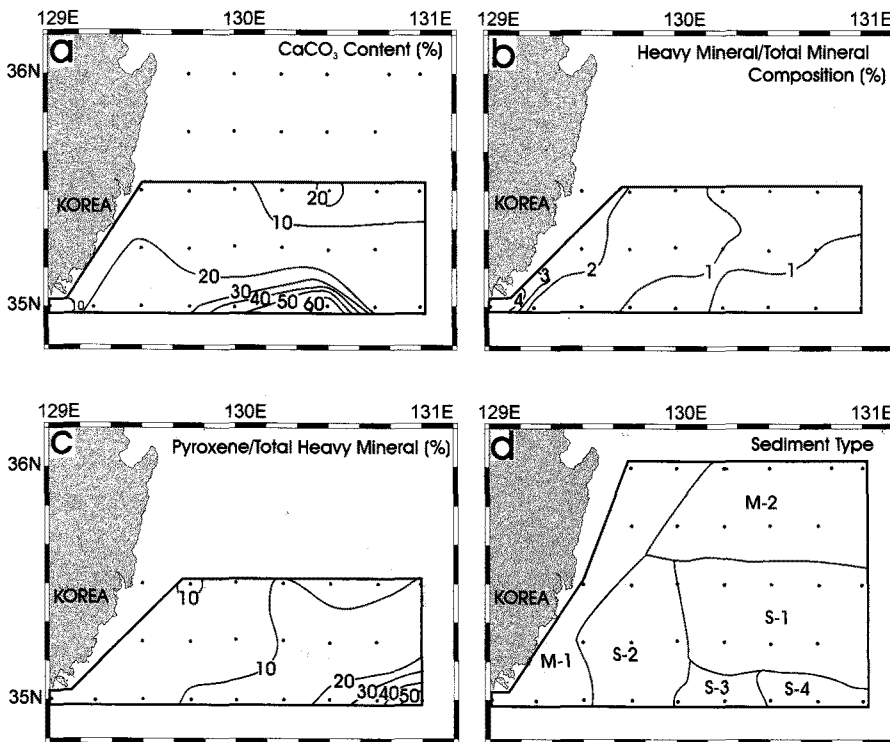 129E 130E 131E
a CaCO₃ Content (%)
36N
KOREA
20
10
20
30
40
50
60
10
35N
129E 130E 131E
b Heavy Mineral/Total Mineral
Composition (%)
KOREA
3
2
1
1
4
129E 130E 131E
c Pyroxene/Total Heavy Mineral (%)
36N
KOREA
10
10
20
30
40
50
35N
129E 130E 131E
d Sediment Type
M-2
KOREA
S-1
M-1
S-2
S-3
S-4